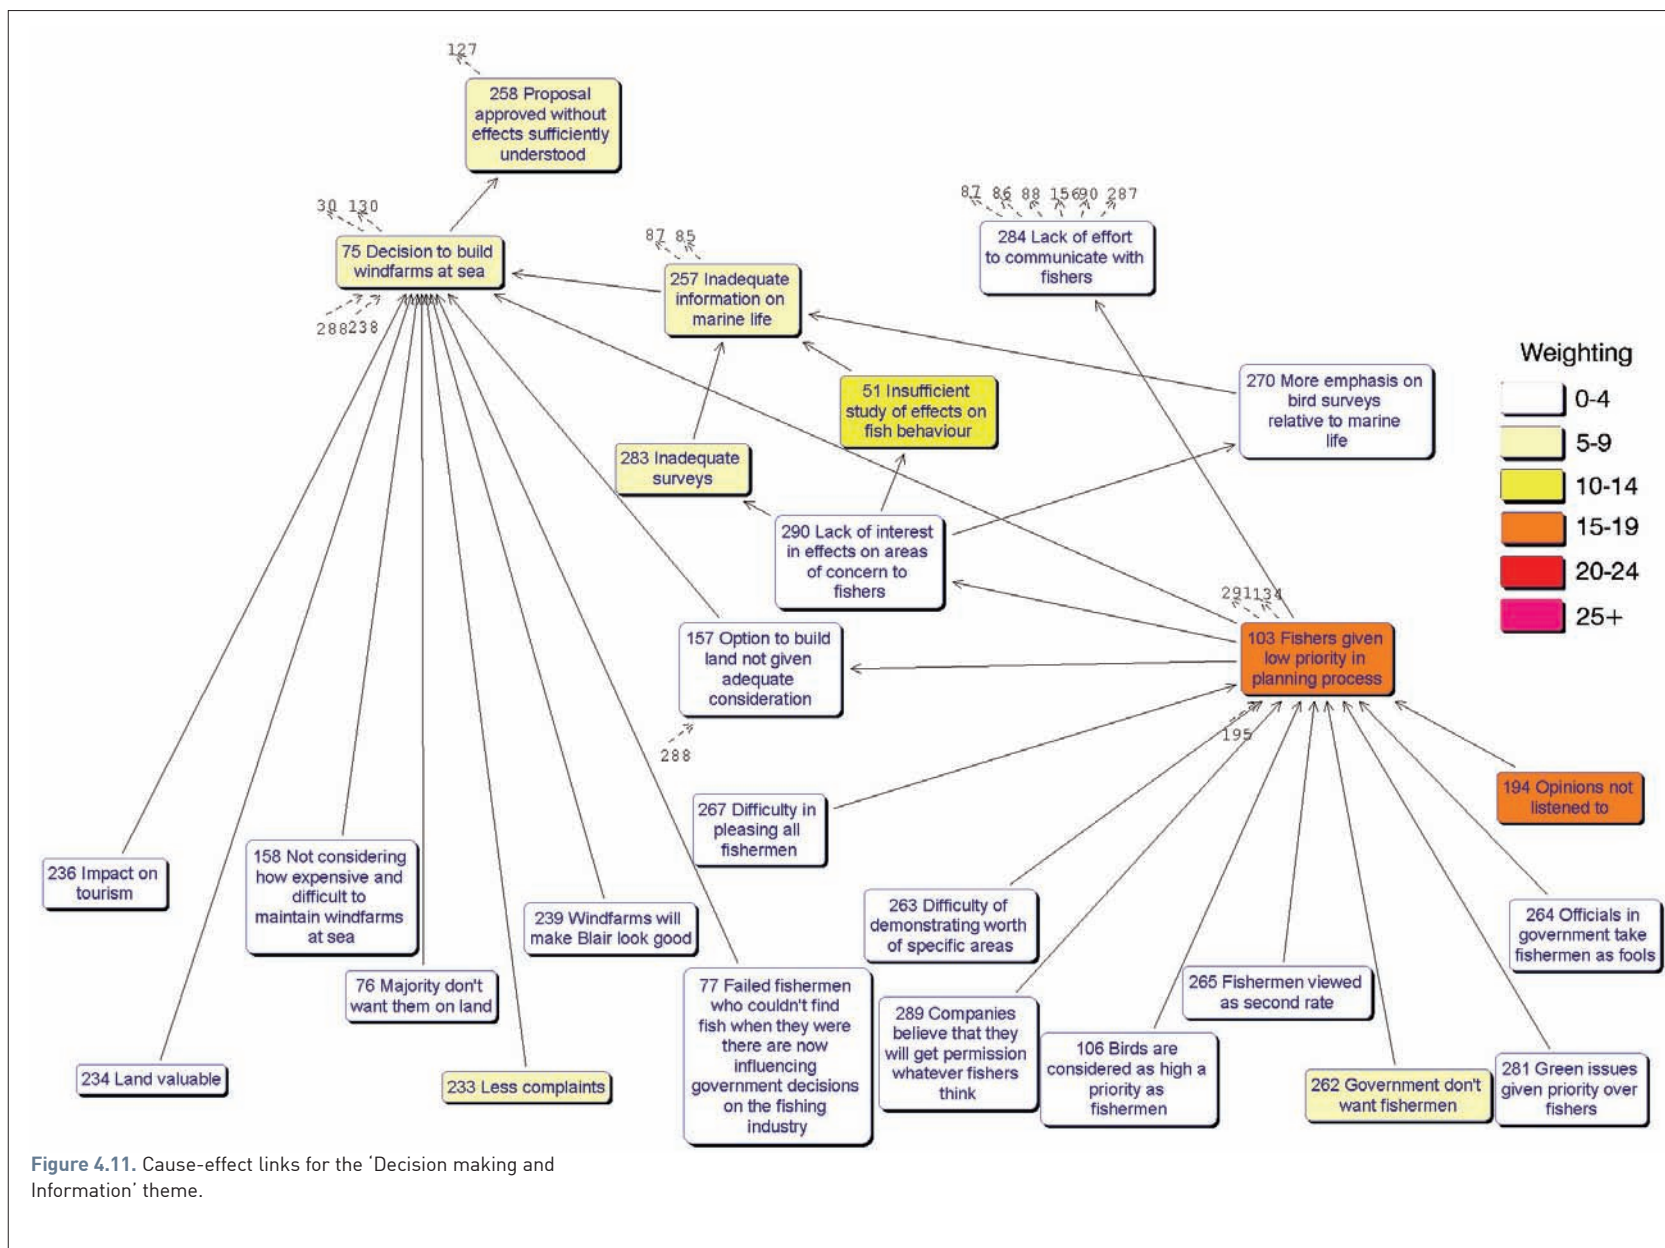 127
258 Proposal
approved without
effects sufficiently
understood
30 130
75 Decision to build
windfarms at sea
288 238
87 85
257 Inadequate
information on
marine life
87 86 88 156 90 287
284 Lack of effort
to communicate with
fishers
51 Insufficient
study of effects on
fish behaviour
270 More emphasis on
bird surveys
relative to marine
life
283 Inadequate
surveys
290 Lack of interest
in effects on areas
of concern to
fishers
157 Option to build
land not given
adequate
consideration
288
291 134
103 Fishers given
low priority in
planning process
195
267 Difficulty in
pleasing all
fishermen
194 Opinions not
listened to
236 Impact on
tourism
158 Not considering
how expensive and
difficult to
maintain windfarms
at sea
239 Windfarms will
make Blair look good
263 Difficulty of
demonstrating worth
of specific areas
264 Officials in
government take
fishermen as fools
76 Majority don't
want them on land
77 Failed fishermen
who couldn't find
fish when they were
there are now
influencing
government decisions
on the fishing
industry
289 Companies
believe that they
will get permission
whatever fishers
think
265 Fishermen viewed
as second rate
106 Birds are
considered as high a
priority as
fishermen
234 Land valuable
233 Less complaints
262 Government don't
want fishermen
281 Green issues
given priority over
fishers
Weighting
0-4
5-9
10-14
15-19
20-24
25+
Figure 4.11. Cause-effect links for the ‘Decision making and
Information’ theme.